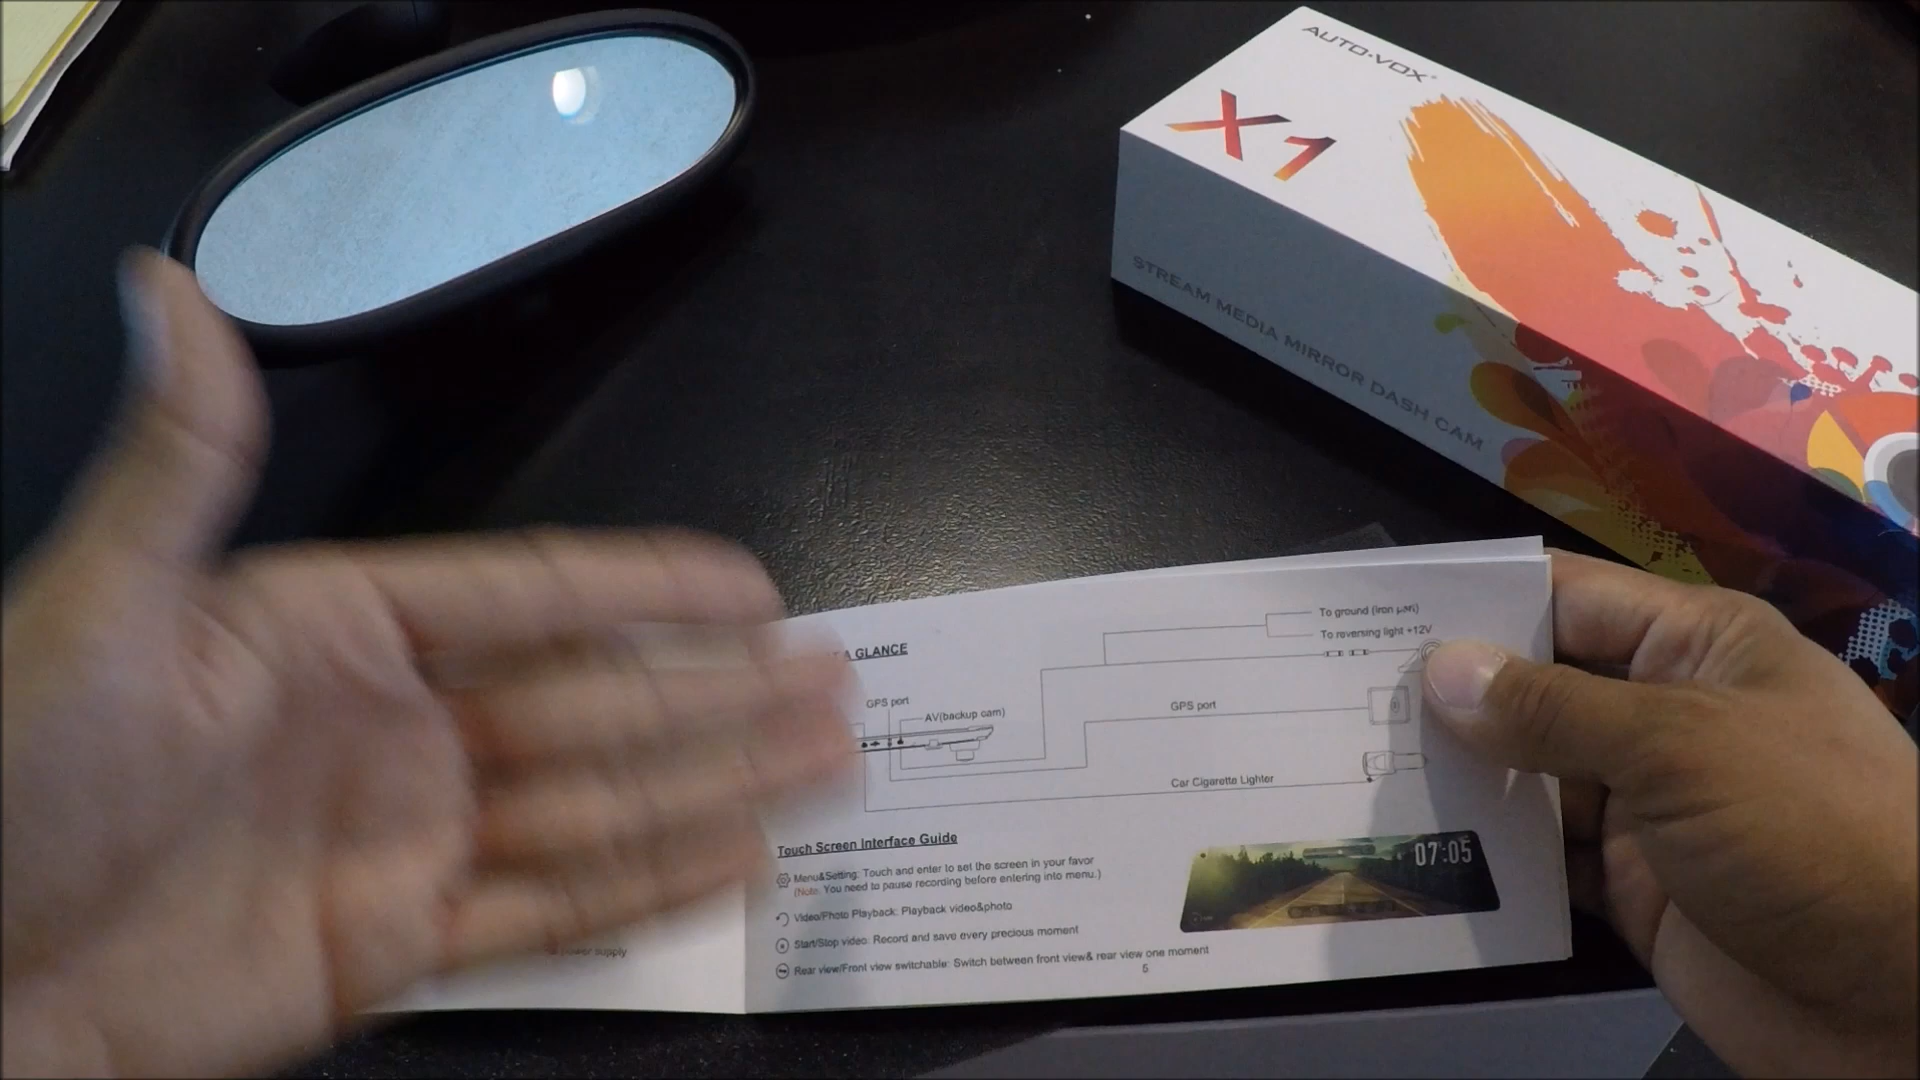 AUTO·VOX®
X1
STREAM MEDIA MIRROR DASH CAM
A GLANCE
To ground (iron
To reversing light +12V
GPS port
AV(backup cam)
GPS port
Car Cigarette Lighter
Touch Screen Interface Guide
Menu&Setting: Touch and enter to set the screen in your favor
(Note: You need to pause recording before entering into menu.)
07:05
Video/Photo Playback: Playback video&photo
Start/Stop video: Record and save every precious moment
Rear view/Front view switchable: Switch between front view& rear view one moment
5
supply